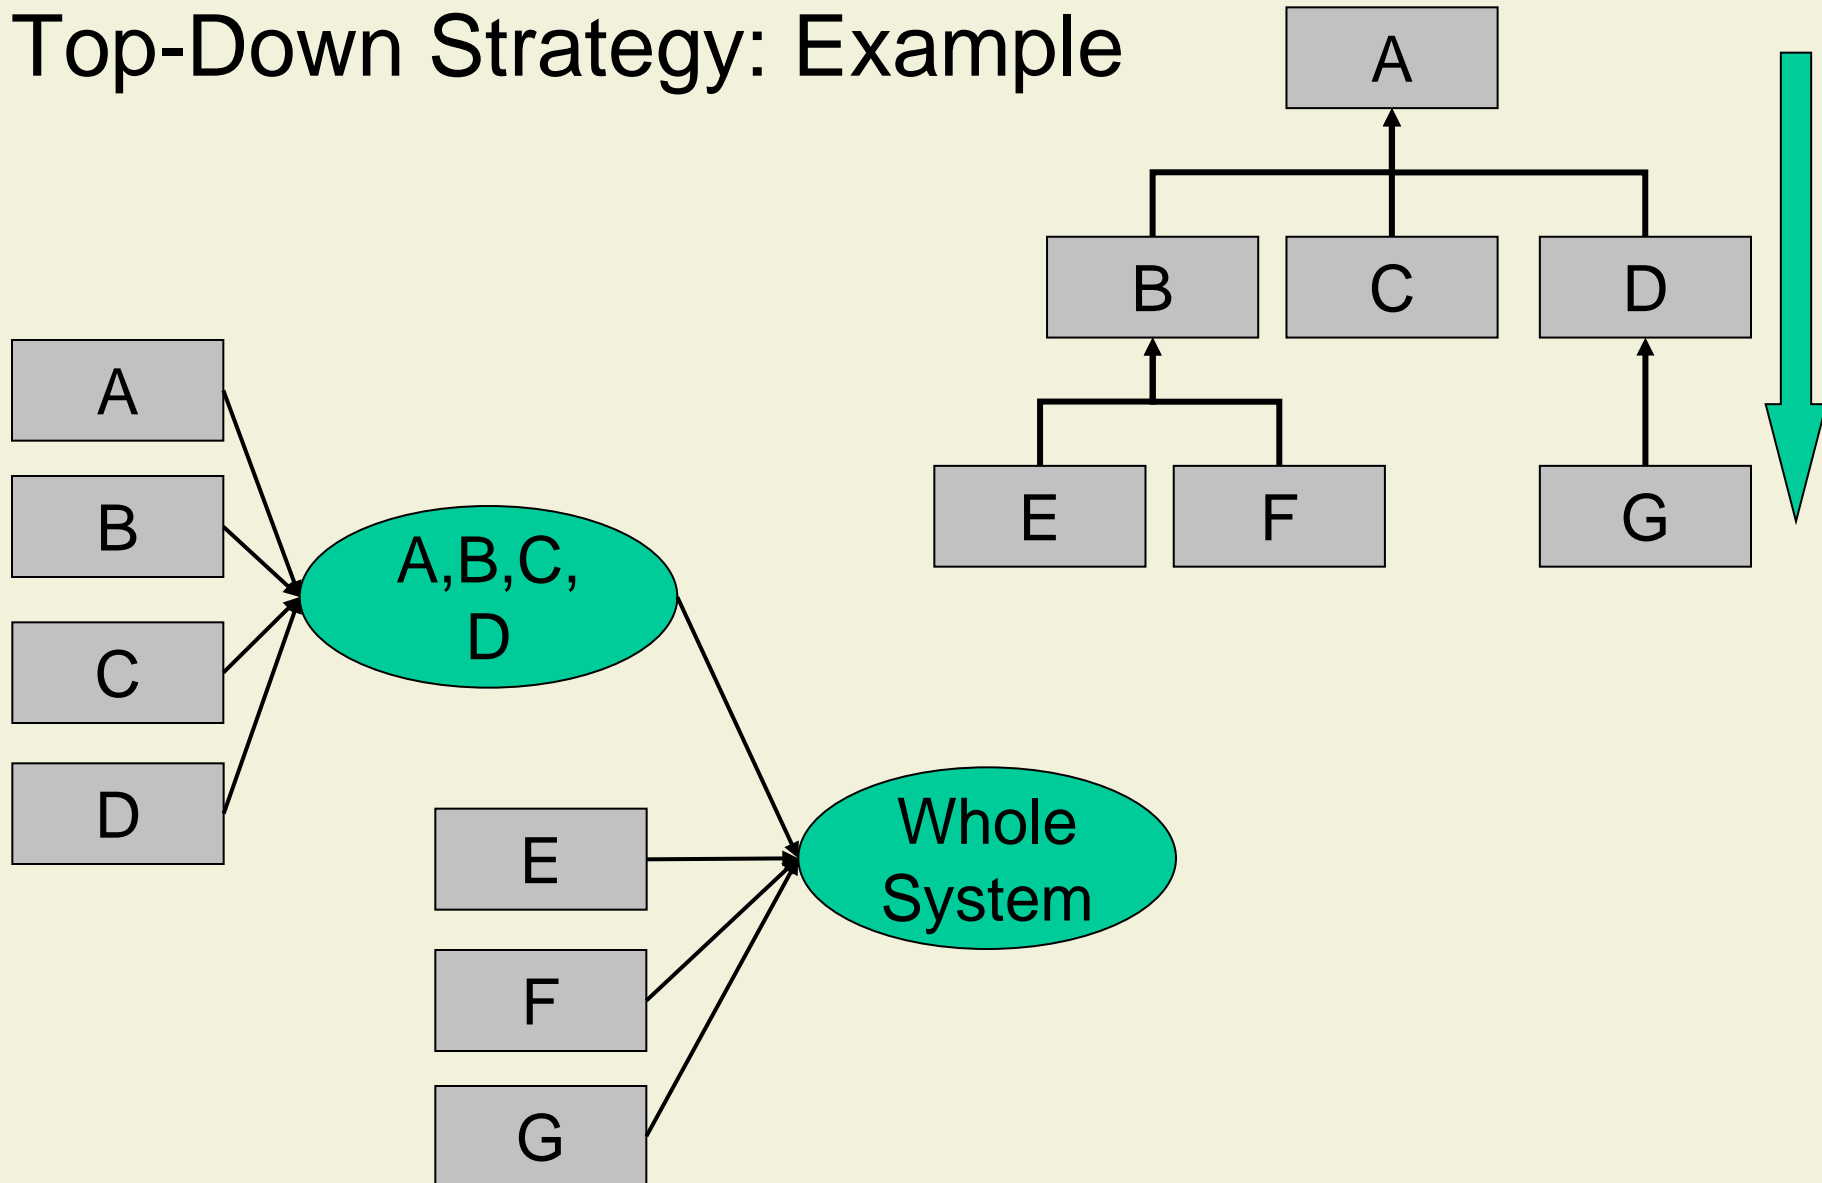 Top-Down Strategy: Example
A
B
C
D
E
F
G
A
B
C
D
A,B,C,
D
E
F
G
Whole
System